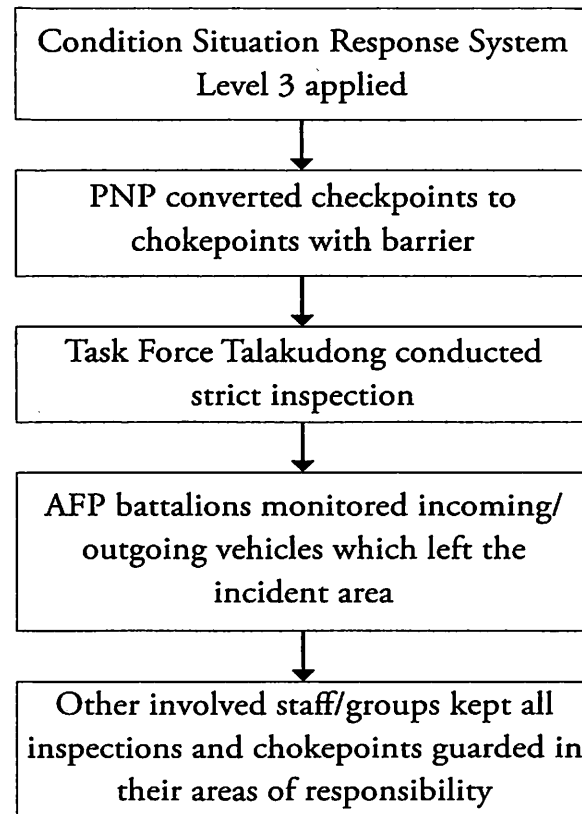 Condition Situation Response System
Level 3 applied
PNP converted checkpoints to
chokepoints with barrier
Task Force Talakudong conducted
strict inspection
AFP battalions monitored incoming/
outgoing vehicles which left the
incident area
Other involved staff/groups kept all
inspections and chokepoints guarded in
their areas of responsibility